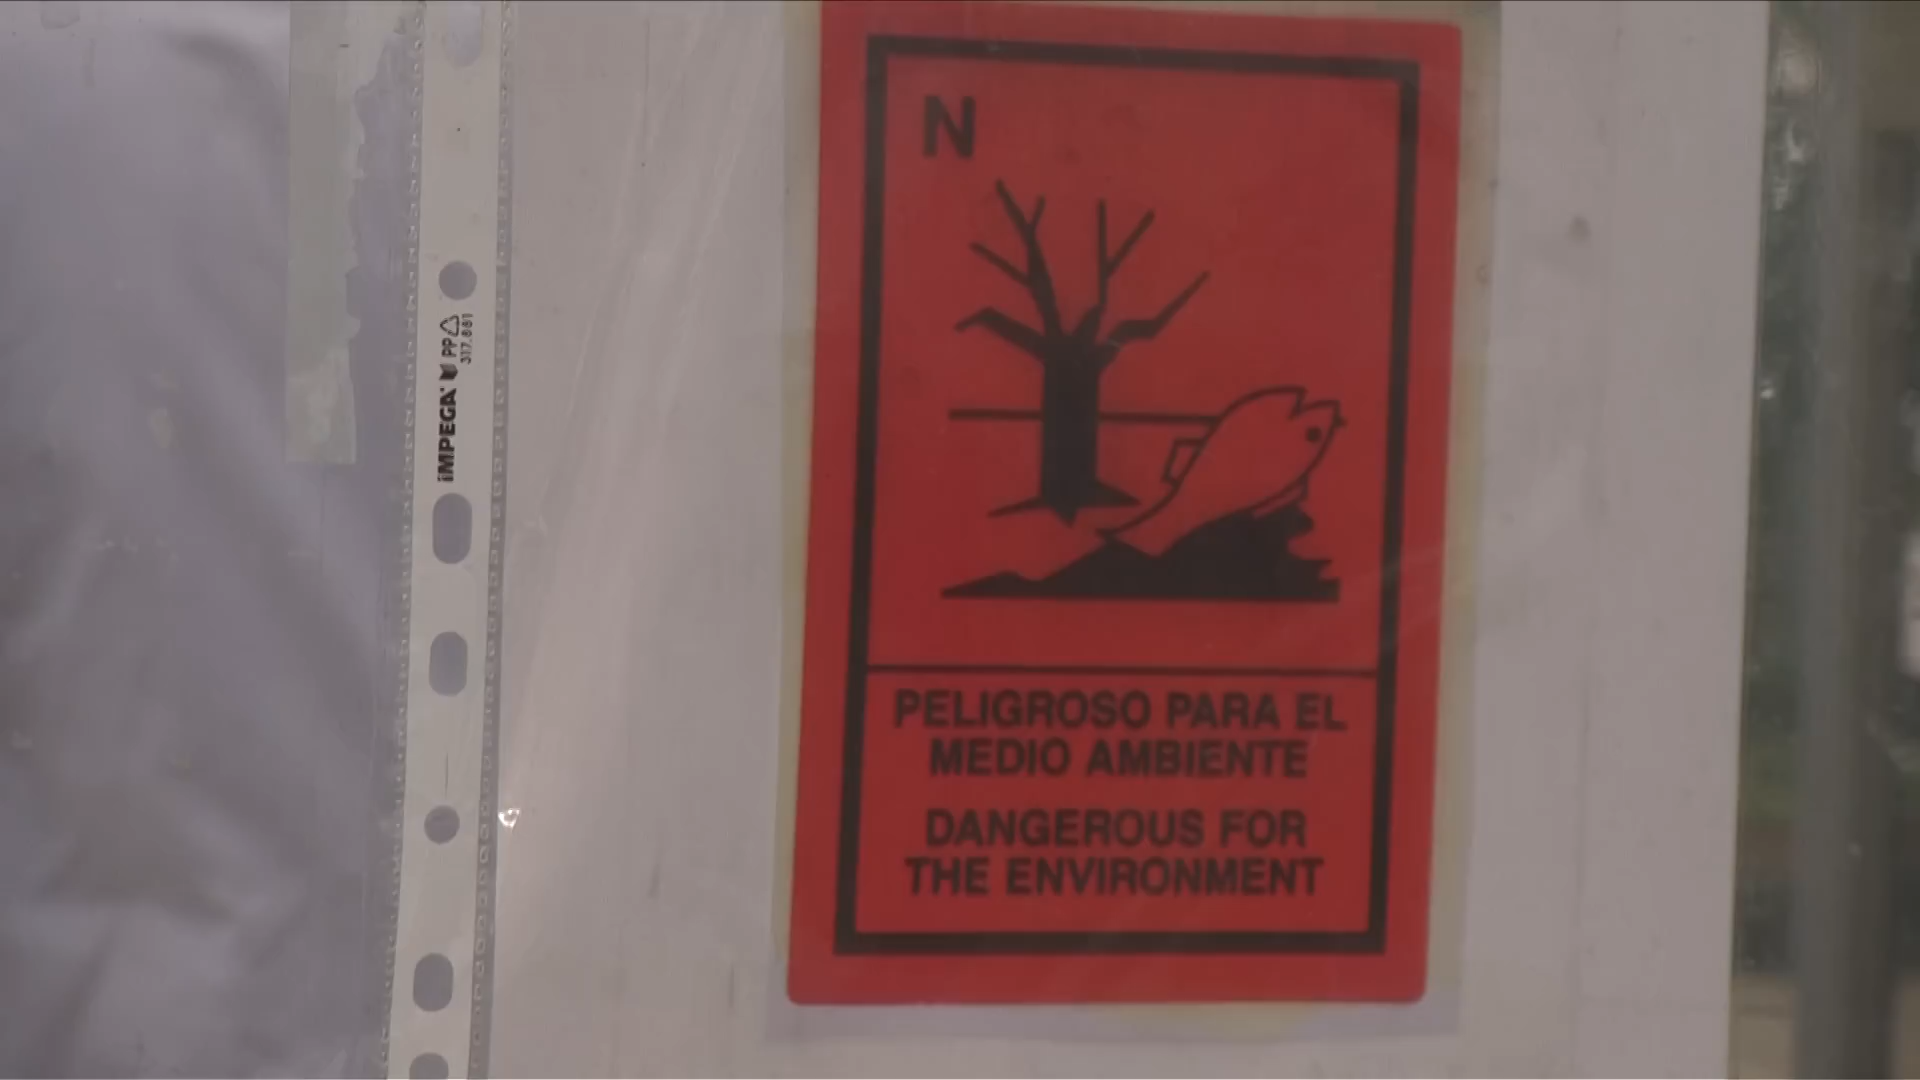 N
PELIGROSO PARA EL
MEDIO AMBIENTE
DANGEROUS FOR
THE ENVIRONMENT
iMPEGA PP
317.881